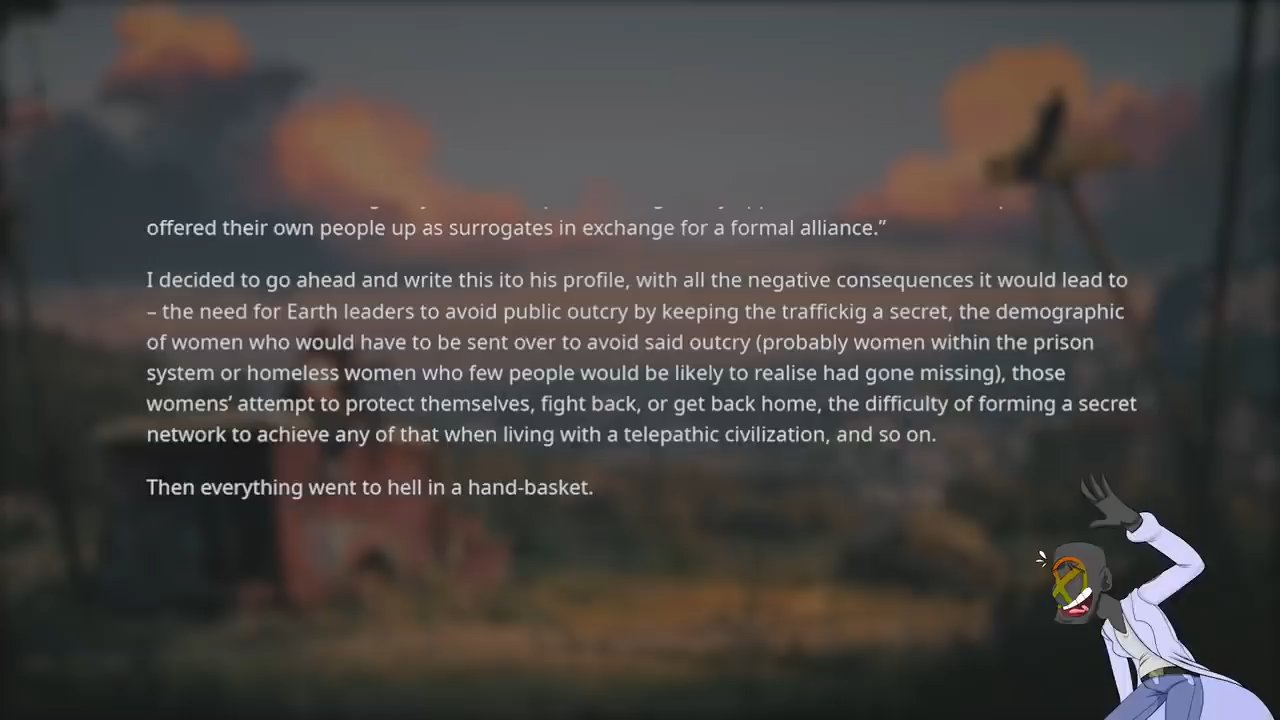 offered their own people up as surrogates in exchange for a formal alliance.”
I decided to go ahead and write this ito his profile, with all the negative consequences it would lead to
– the need for Earth leaders to avoid public outcry by keeping the traffickig a secret, the demographic
of women who would have to be sent over to avoid said outcry (probably women within the prison
system or homeless women who few people would be likely to realise had gone missing), those
womens’ attempt to protect themselves, fight back, or get back home, the difficulty of forming a secret
network to achieve any of that when living with a telepathic civilization, and so on.
Then everything went to hell in a hand-basket.